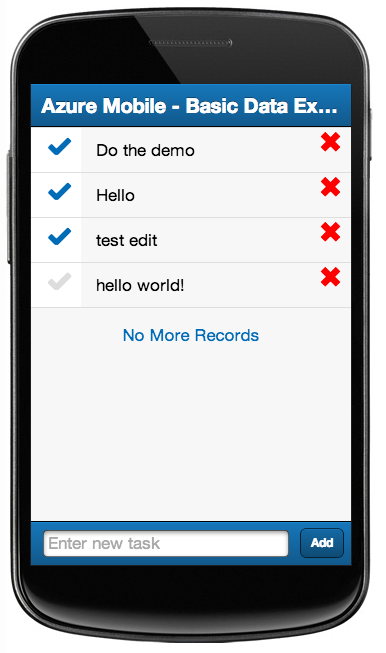 Azure Mobile - Basic Data Ex...
Do the demo
Hello
test edit
hello world!
No More Records
Enter new task
Add